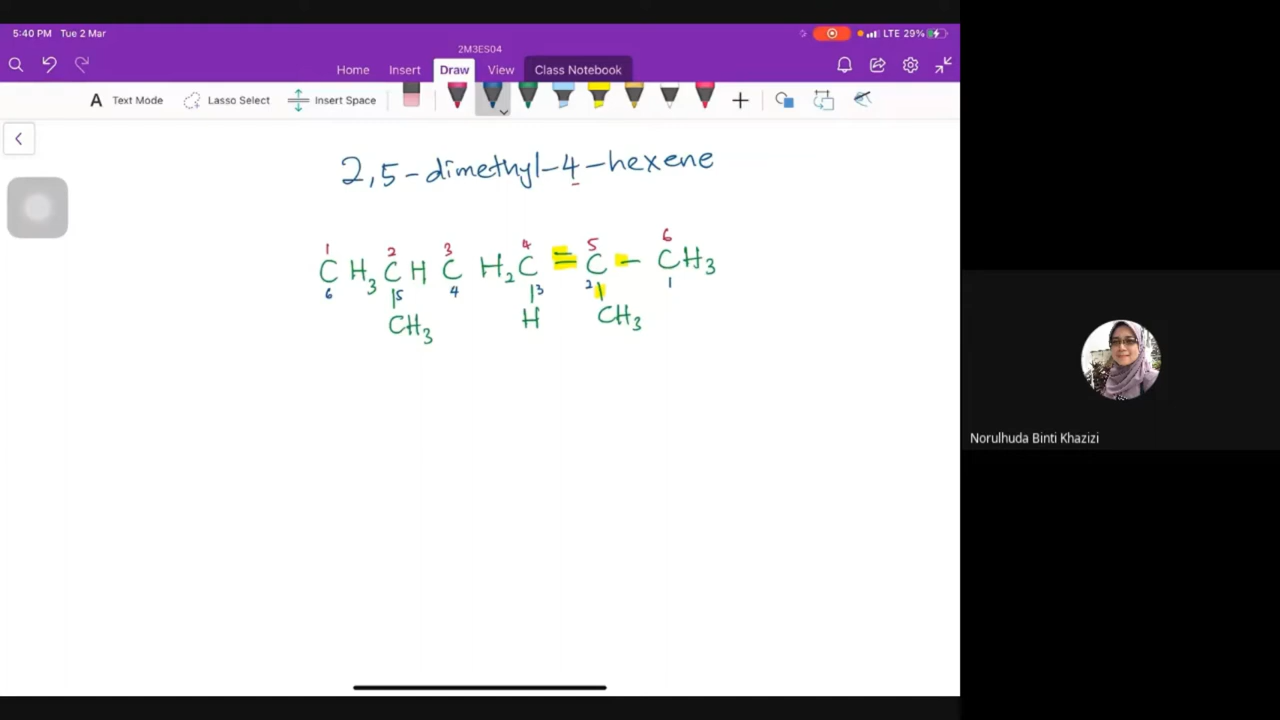 5:40 PM Tue 2 Mar
LTE 29%
2M3ES04
Home Insert Draw View Class Notebook
A Text Mode Lasso Select Insert Space
2,5-dimethyl-4-hexene
1 2 3 4 5 6
CH₃CHCH₂C=C-CH₃
6 5 4 3 2 1
CH₃ H CH₃
Norulhuda Binti Khazizi